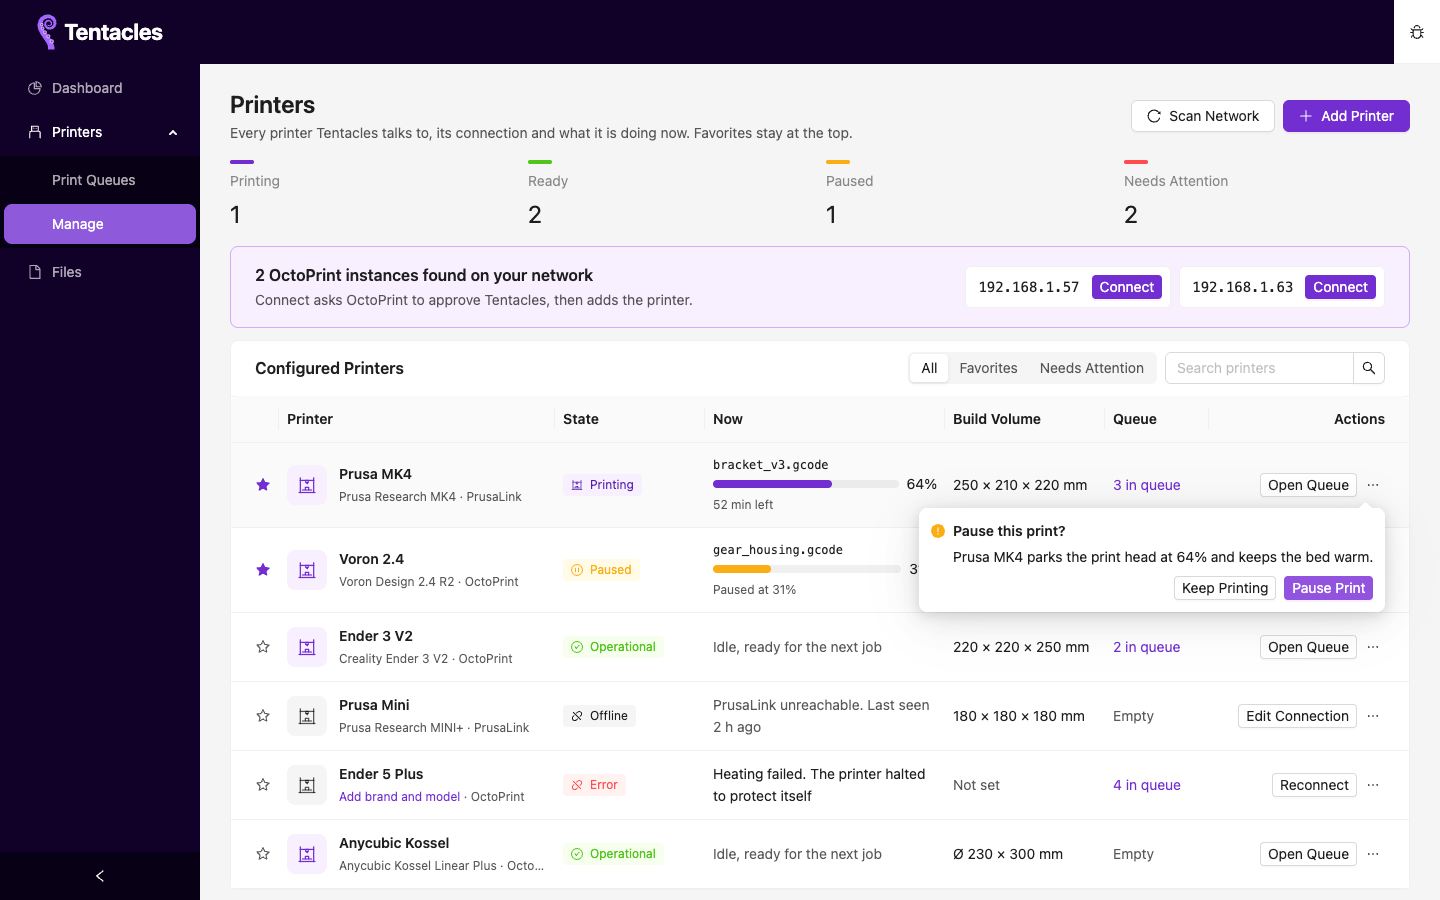 Tentacles
Dashboard
Printers
Print Queues
Manage
Files
Printers
Every printer Tentacles talks to, its connection and what it is doing now. Favorites stay at the top.
Scan Network
Add Printer
Printing
1
Ready
2
Paused
1
Needs Attention
2
2 OctoPrint instances found on your network
Connect asks OctoPrint to approve Tentacles, then adds the printer.
192.168.1.57 Connect
192.168.1.63 Connect
Configured Printers
All Favorites Needs Attention
Search printers
Printer State Now Build Volume Queue Actions
Prusa MK4
Prusa Research MK4 · PrusaLink
Printing
bracket_v3.gcode
64%
52 min left
250 × 210 × 220 mm
3 in queue
Open Queue
Pause this print?
Prusa MK4 parks the print head at 64% and keeps the bed warm.
Keep Printing
Pause Print
Voron 2.4
Voron Design 2.4 R2 · OctoPrint
Paused
gear_housing.gcode
Paused at 31%
Ender 3 V2
Creality Ender 3 V2 · OctoPrint
Operational
Idle, ready for the next job
220 × 220 × 250 mm
2 in queue
Open Queue
Prusa Mini
Prusa Research MINI+ · PrusaLink
Offline
PrusaLink unreachable. Last seen
2 h ago
180 × 180 × 180 mm
Empty
Edit Connection
Ender 5 Plus
Add brand and model · OctoPrint
Error
Heating failed. The printer halted
to protect itself
Not set
4 in queue
Reconnect
Anycubic Kossel
Anycubic Kossel Linear Plus · Octo...
Operational
Idle, ready for the next job
Ø 230 × 300 mm
Empty
Open Queue